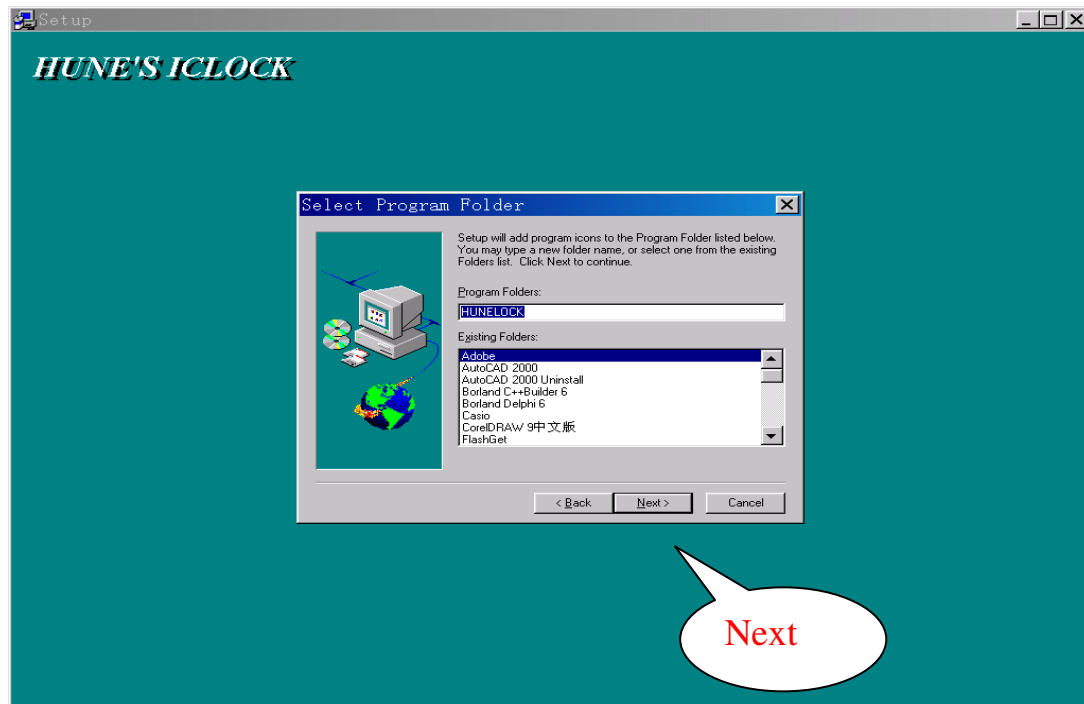 Setup
HUNE'S ICLOCK
Select Program Folder
Setup will add program icons to the Program Folder listed below.
You may type a new folder name, or select one from the existing
Folders list. Click Next to continue.
Program Folders:
HUNELOCK
Existing Folders:
Adobe
AutoCAD 2000
AutoCAD 2000 Uninstall
Borland C++Builder 6
Borland Delphi 6
Casio
CorelDRAW 9中文版
FlashGet
< Back
Next >
Cancel
Next